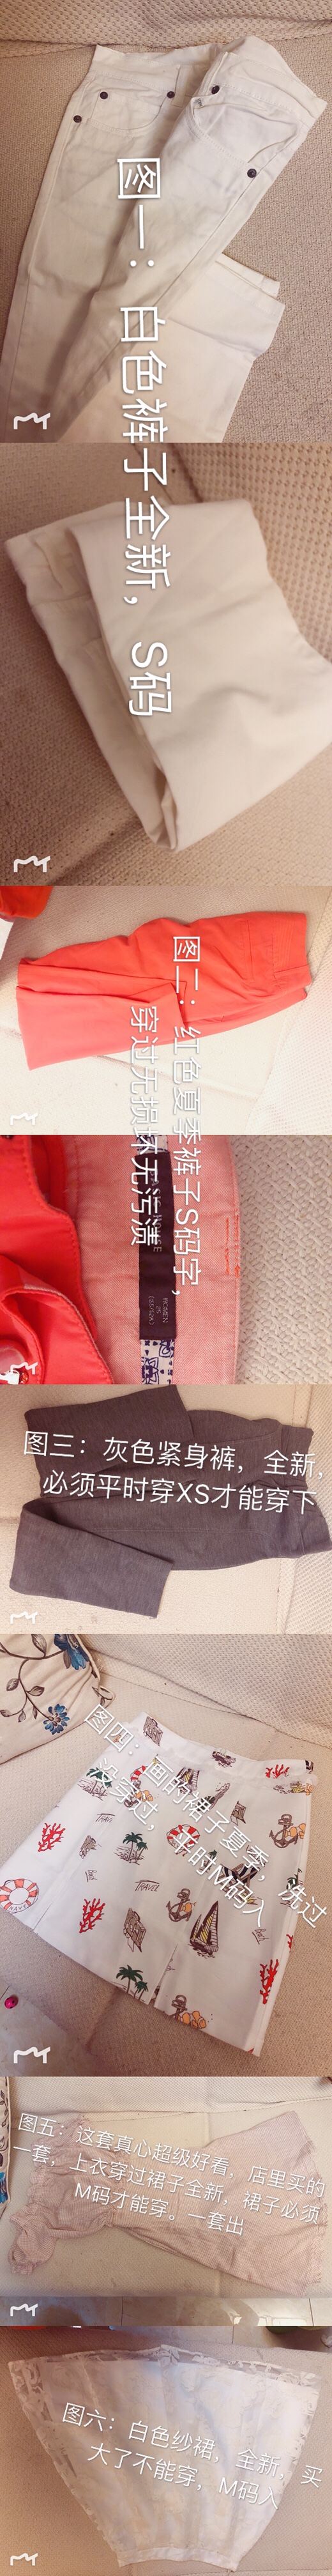 图一： 白色裤子全新， S码
图二：红色夏季裤子S码字，
穿过无损坏无污渍
WOMEN
图三：灰色紧身裤，全新，
必须平时穿XS才能穿下
图四：画的裙子夏季，洗过
没穿过，平时M码入
TRAVEL
图五：这套真心超级好看，店里买的
一套，上衣穿过裙子全新，裙子必须
M码才能穿。一套出
图六：白色纱裙，全新，买
大了不能穿，M码入